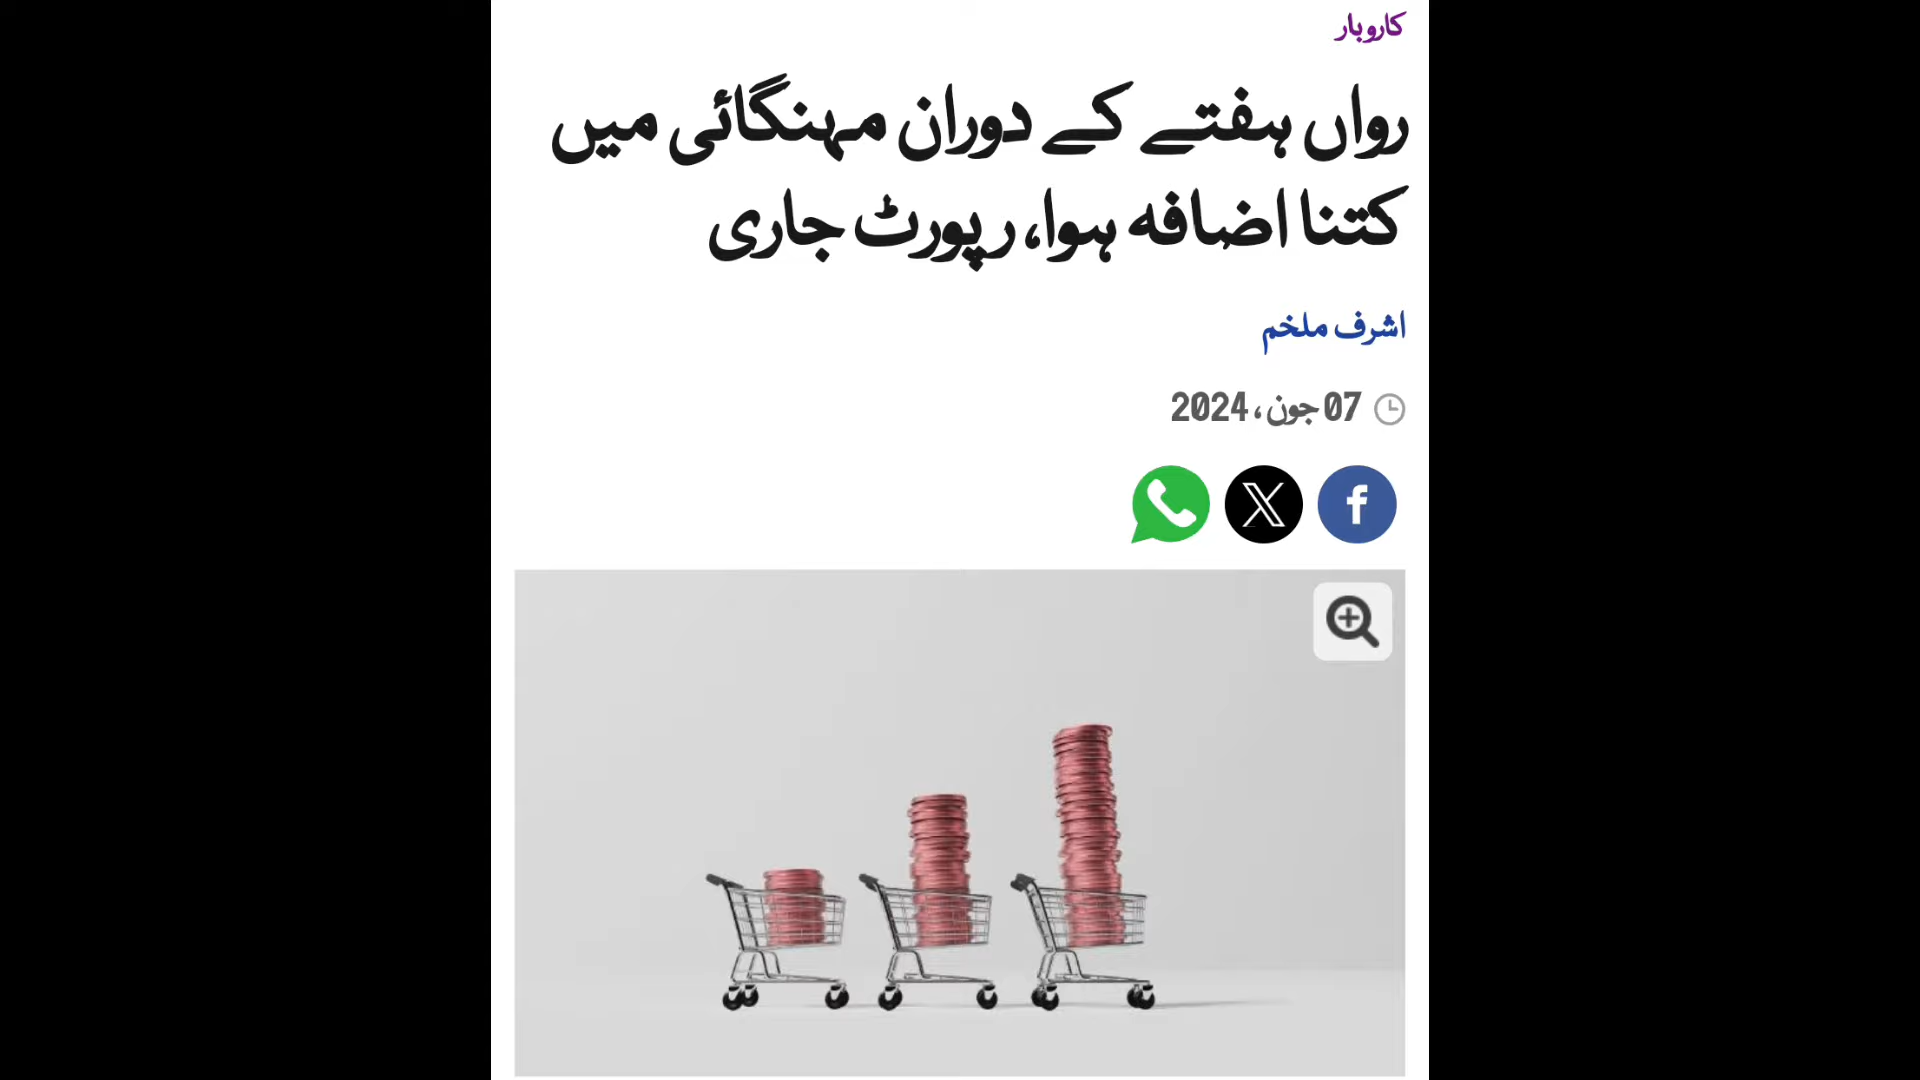 کاروبار
رواں ہفتے کے دوران مہنگائی میں
کتنا اضافہ ہوا، رپورٹ جاری
اشرف ملخم
07 جون ، 2024